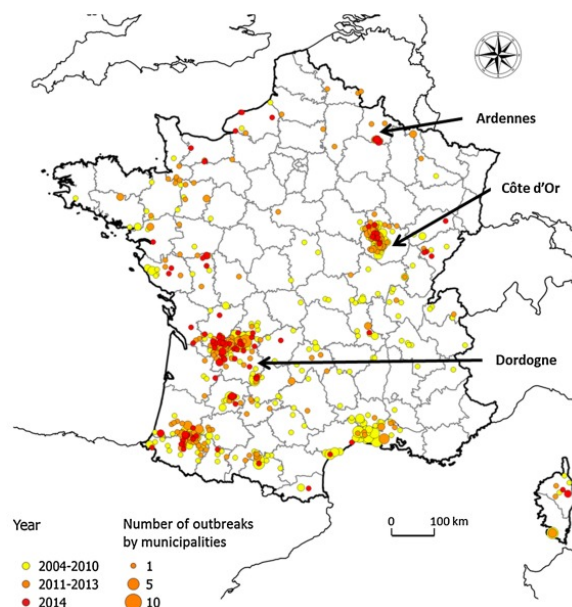 Ardennes
Côte d'Or
Dordogne
0 100 km
Year
2004-2010
2011-2013
2014
Number of outbreaks
by municipalities
1
5
10